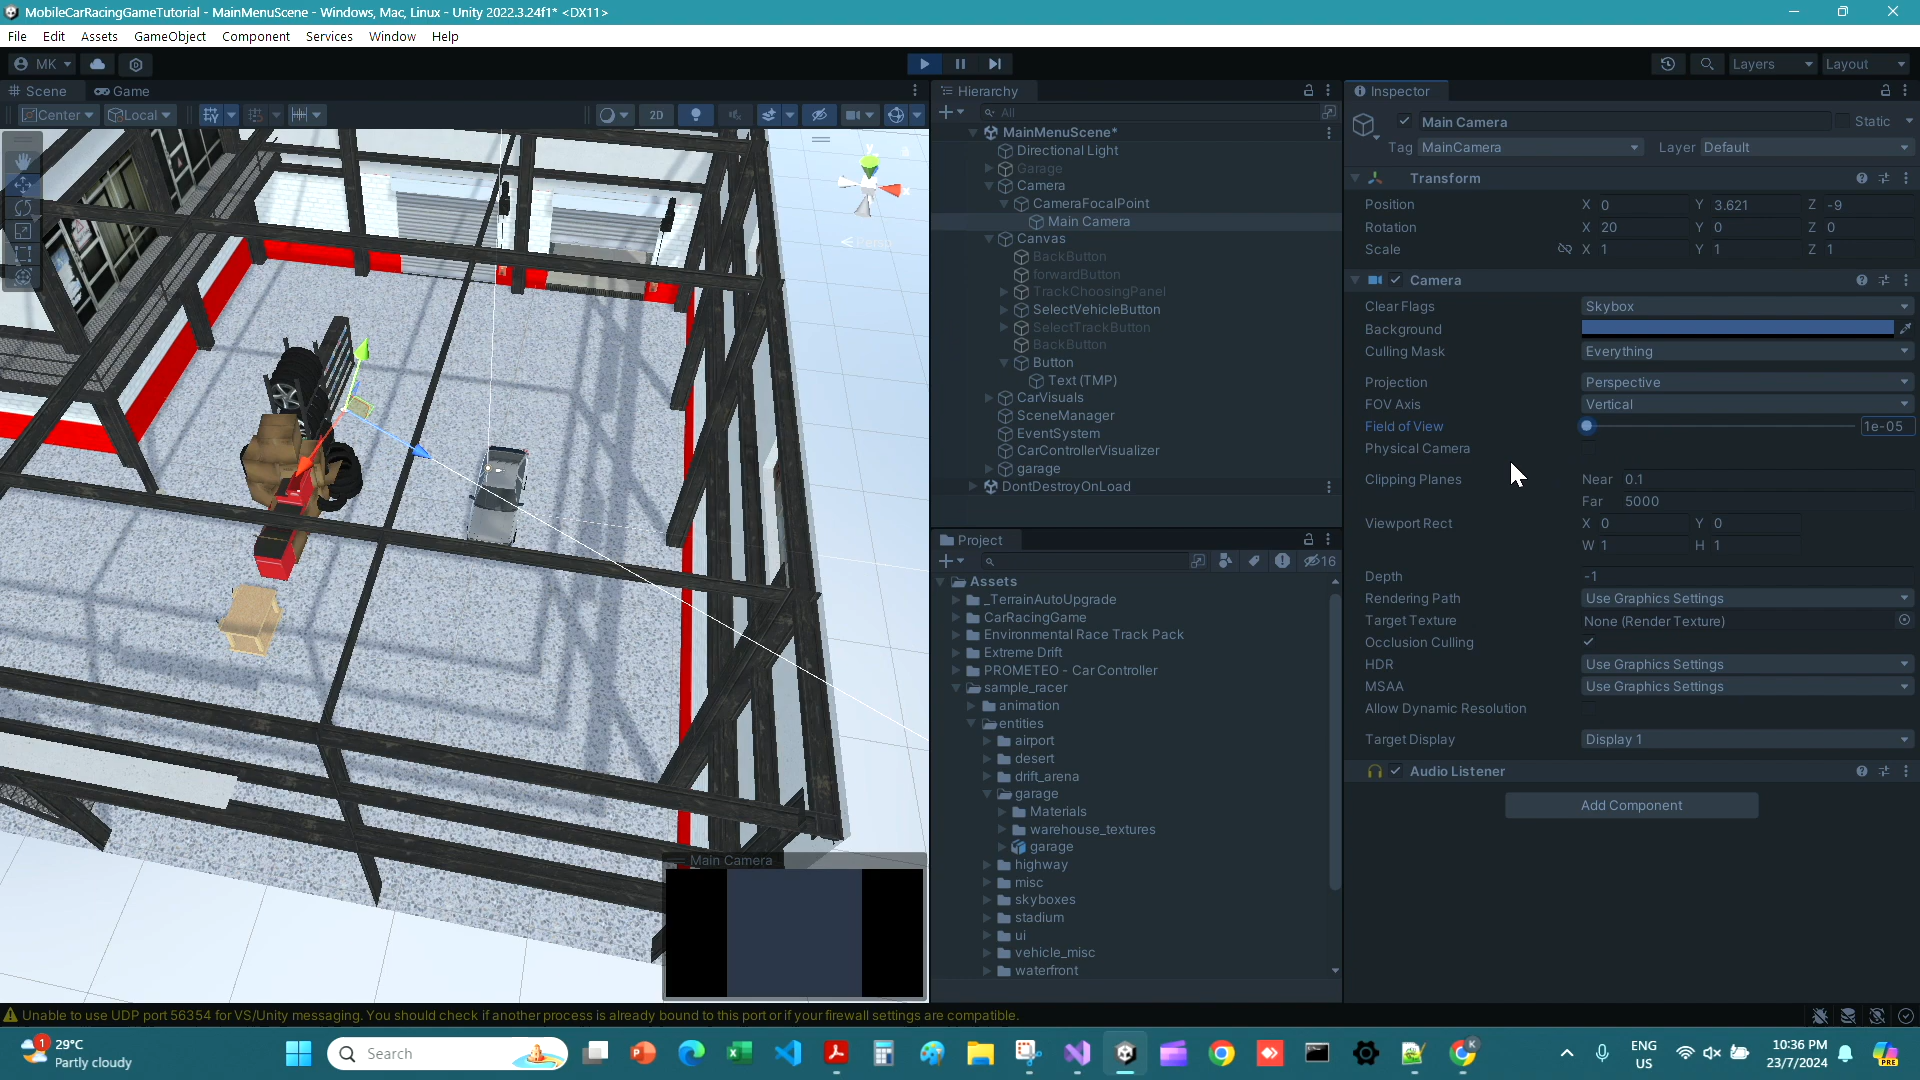 MobileCarRacingGameTutorial - MainMenuScene - Windows, Mac, Linux - Unity 2022.3.24f1* <DX11>
File Edit Assets GameObject Component Services Window Help
MK
Layers Layout
Scene Game
Center Local
2D
y
x
Persp
Main Camera
Hierarchy
All
MainMenuScene*
Directional Light
Garage
Camera
CameraFocalPoint
Main Camera
Canvas
BackButton
forwardButton
TrackChoosingPanel
SelectVehicleButton
SelectTrackButton
BackButton
Button
Text (TMP)
CarVisuals
SceneManager
EventSystem
CarControllerVisualizer
garage
DontDestroyOnLoad
Project
16
Assets
_TerrainAutoUpgrade
CarRacingGame
Environmental Race Track Pack
Extreme Drift
PROMETEO - Car Controller
sample_racer
animation
entities
airport
desert
drift_arena
garage
Materials
warehouse_textures
garage
highway
misc
skyboxes
stadium
ui
vehicle_misc
waterfront
Inspector
Main Camera Static
Tag MainCamera Layer Default
Transform
Position X 0 Y 3.621 Z -9
Rotation X 20 Y 0 Z 0
Scale X 1 Y 1 Z 1
Camera
Clear Flags Skybox
Background
Culling Mask Everything
Projection Perspective
FOV Axis Vertical
Field of View 1e-05
Physical Camera
Clipping Planes Near 0.1
Far 5000
Viewport Rect X 0 Y 0
W 1 H 1
Depth -1
Rendering Path Use Graphics Settings
Target Texture None (Render Texture)
Occlusion Culling
HDR Use Graphics Settings
MSAA Use Graphics Settings
Allow Dynamic Resolution
Target Display Display 1
Audio Listener
Add Component
Unable to use UDP port 56354 for VS/Unity messaging. You should check if another process is already bound to this port or if your firewall settings are compatible.
1
29°C
Partly cloudy
Search
K
ENG
US
10:36 PM
23/7/2024
PRE